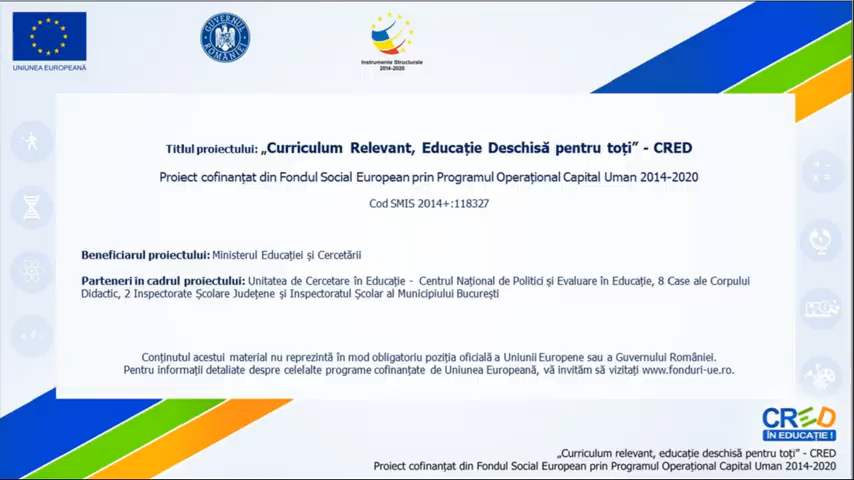 UNIUNEA EUROPEANĂ
GUVERNUL ROMÂNIEI
Instrumente Structurale
2014-2020
Titlul proiectului: „Curriculum Relevant, Educație Deschisă pentru toți” - CRED
Proiect cofinanțat din Fondul Social European prin Programul Operațional Capital Uman 2014-2020
Cod SMIS 2014+:118327
Beneficiarul proiectului: Ministerul Educației și Cercetării
Parteneri în cadrul proiectului: Unitatea de Cercetare în Educație - Centrul Național de Politici și Evaluare în Educație, 8 Case ale Corpului
Didactic, 2 Inspectorate Școlare Județene și Inspectoratul Școlar al Municipiului București
Conținutul acestui material nu reprezintă în mod obligatoriu poziția oficială a Uniunii Europene sau a Guvernului României.
Pentru informații detaliate despre celelalte programe cofinanțate de Uniunea Europeană, vă invităm să vizitați www.fonduri-ue.ro.
CRED
ÎN EDUCAȚIE !
„Curriculum relevant, educație deschisă pentru toți” - CRED
Proiect cofinanțat din Fondul Social European prin Programul Operațional Capital Uman 2014-2020